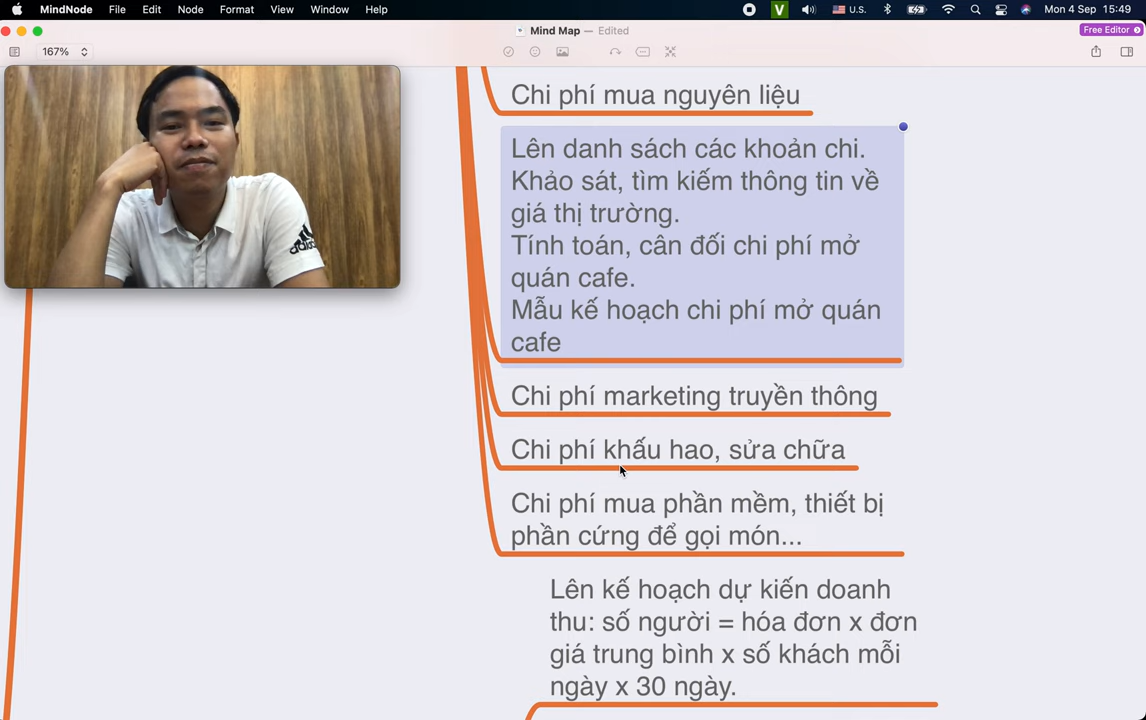 MindNode File Edit Node Format View Window Help
V U.S. Mon 4 Sep 15:49
Mind Map — Edited
Free Editor
167%
Chi phí mua nguyên liệu
Lên danh sách các khoản chi.
Khảo sát, tìm kiếm thông tin về
giá thị trường.
Tính toán, cân đối chi phí mở
quán cafe.
Mẫu kế hoạch chi phí mở quán
cafe
Chi phí marketing truyền thông
Chi phí khấu hao, sửa chữa
Chi phí mua phần mềm, thiết bị
phần cứng để gọi món...
Lên kế hoạch dự kiến doanh
thu: số người = hóa đơn x đơn
giá trung bình x số khách mỗi
ngày x 30 ngày.
adidas